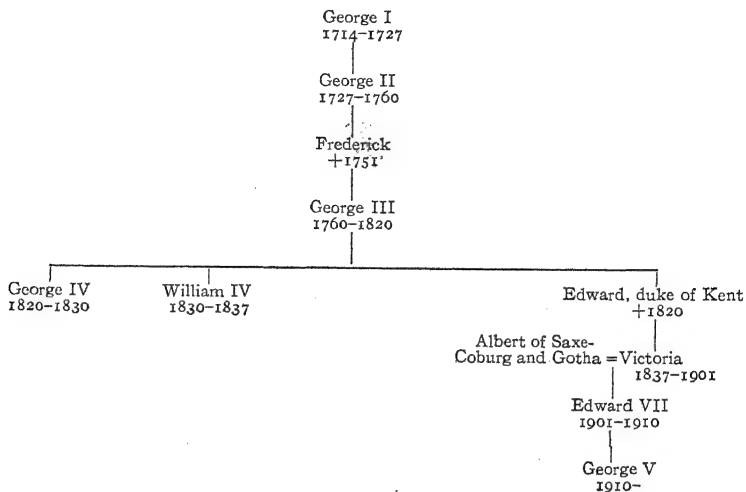 George I
1714–1727
George II
1727–1760
Frederick
+1751
George III
1760–1820
George IV
1820–1830
William IV
1830–1837
Edward, duke of Kent
+1820
Albert of Saxe-
Coburg and Gotha = Victoria
1837–1901
Edward VII
1901–1910
George V
1910–